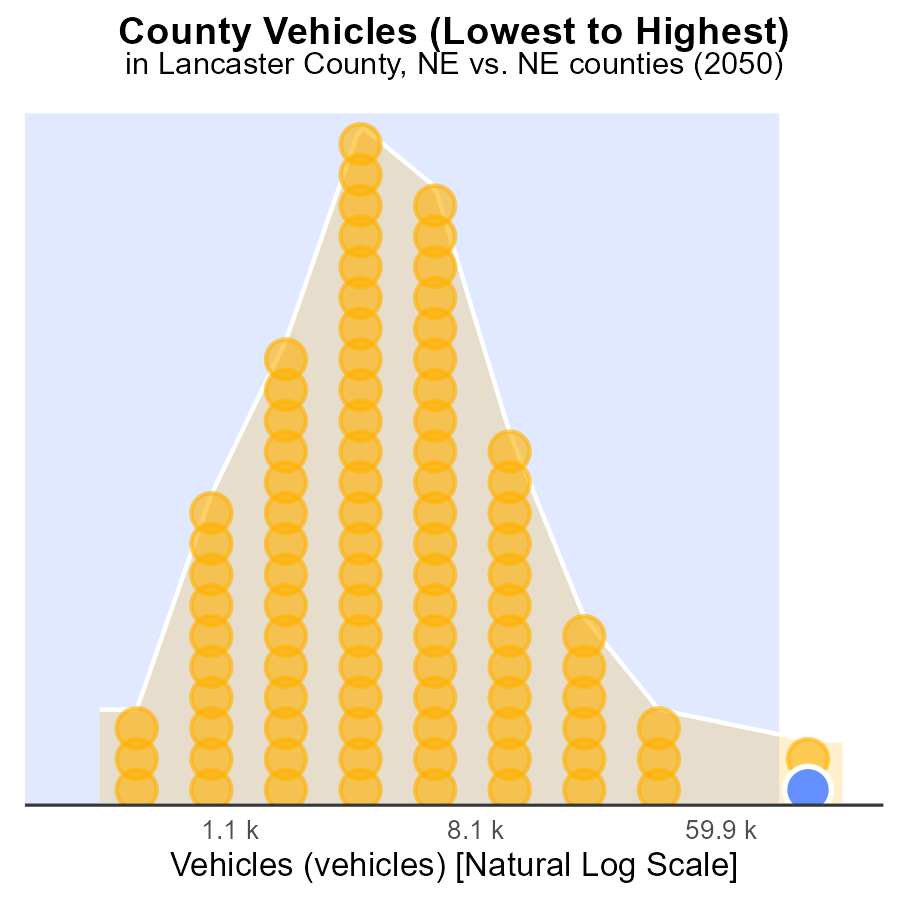 County Vehicles (Lowest to Highest)
in Lancaster County, NE vs. NE counties (2050)
1.1 k 8.1 k 59.9 k
Vehicles (vehicles) [Natural Log Scale]